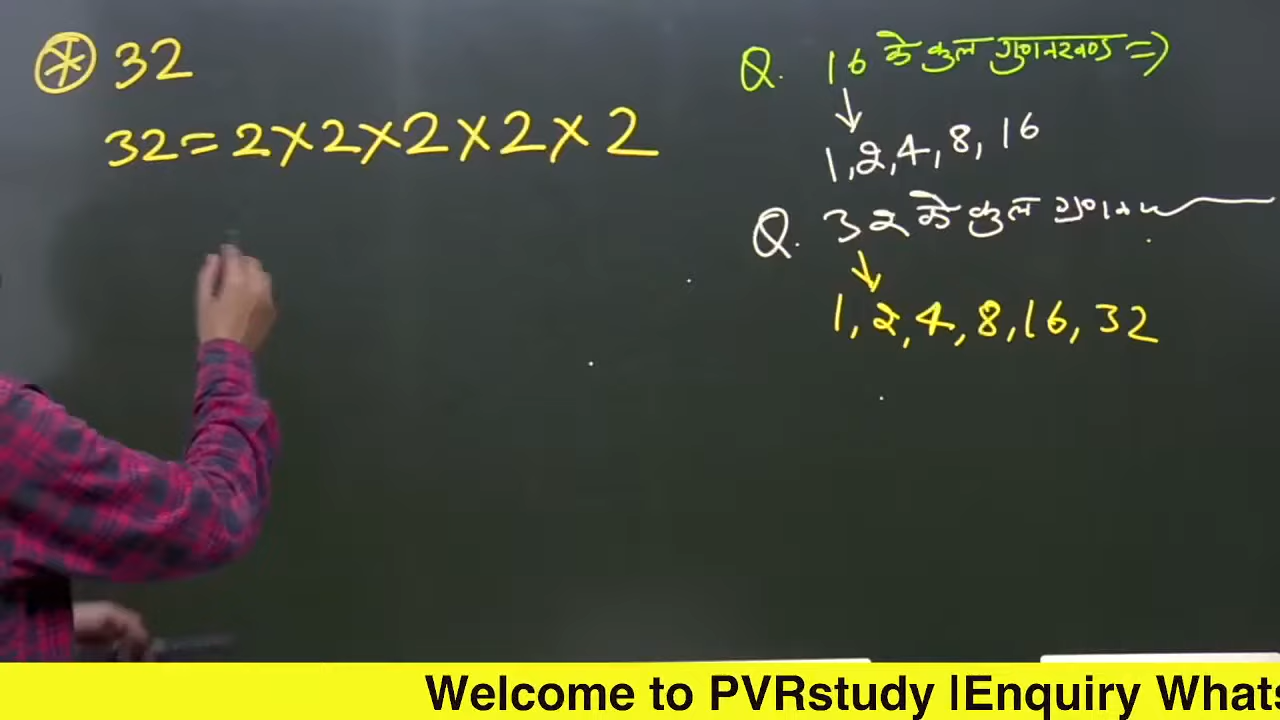 * 32
32 = 2 × 2 × 2 × 2 × 2
Q. 16 के कुल गुणनखण्ड ⇒
1, 2, 4, 8, 16
Q. 32 के कुल
1, 2, 4, 8, 16, 32
Welcome to PVRstudy |Enquiry Whats